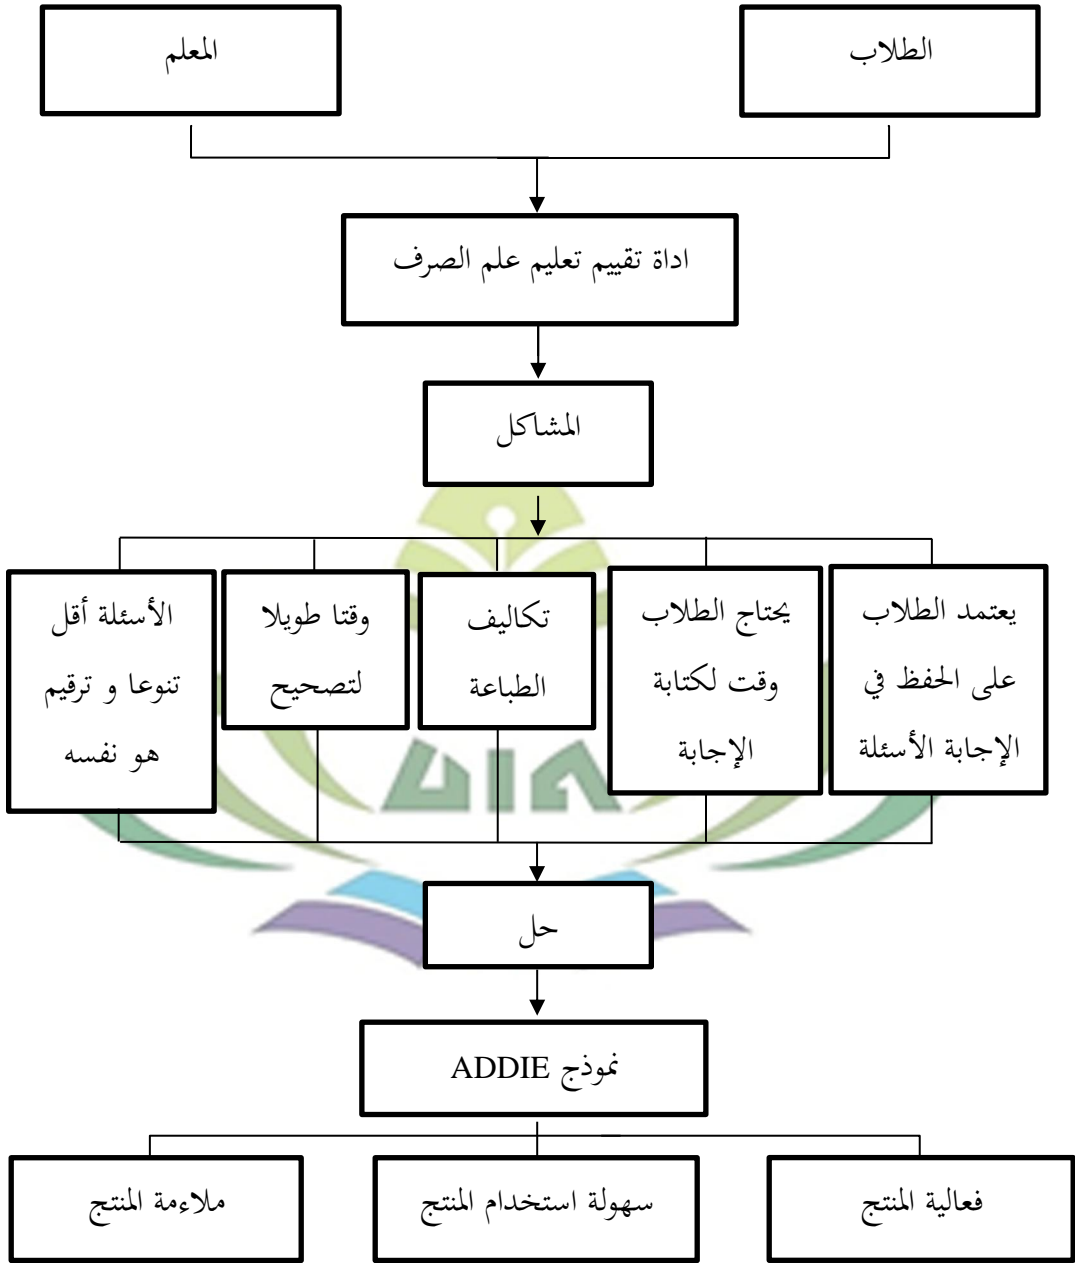 الطلاب
المعلم
اداة تقييم تعليم علم الصرف
المشاكل
يعتمد الطلاب
على الحفظ في
الإجابة الأسئلة
يحتاج الطلاب
وقت لكتابة
الإجابة
تكاليف
الطباعة
وقتا طويلا
لتصحيح
الأسئلة أقل
تنوعا و ترقيم
هو نفسه
حل
نموذج ADDIE
فعالية المنتج
سهولة استخدام المنتج
ملاءمة المنتج